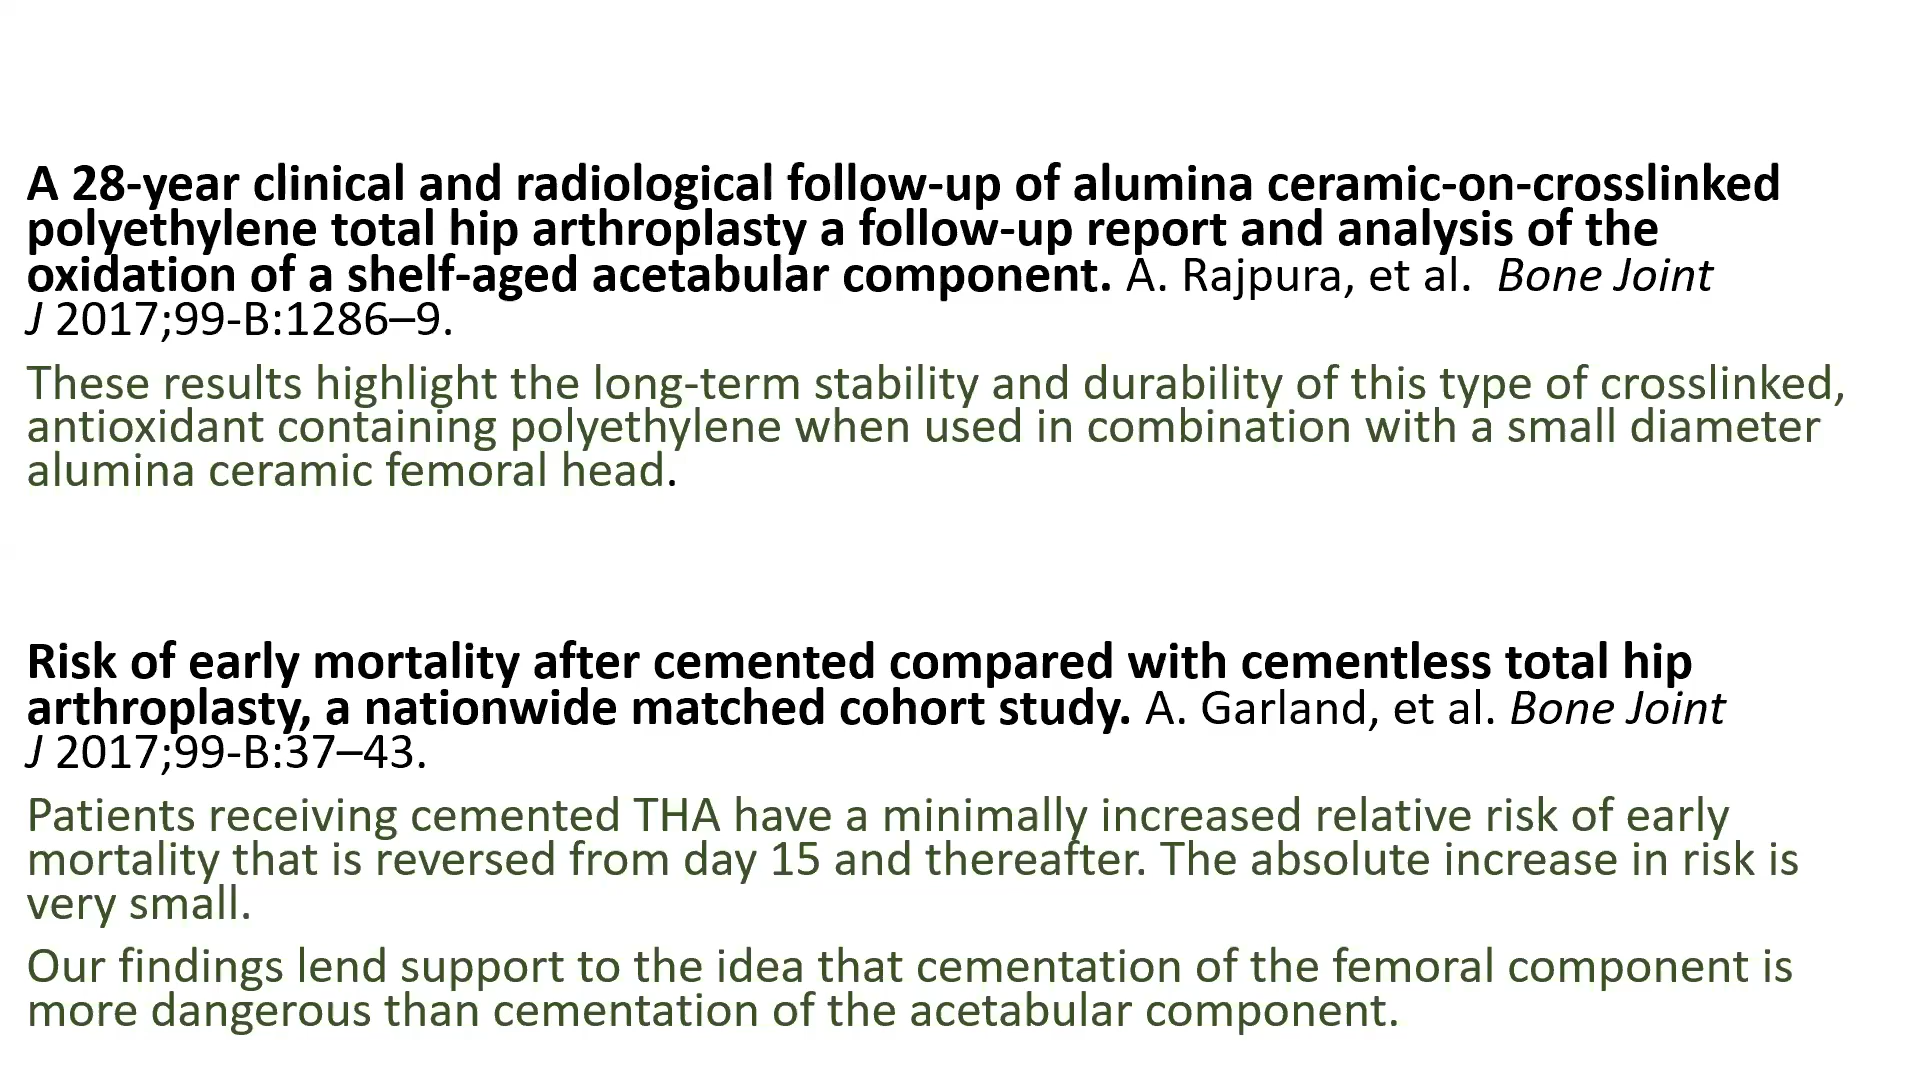 A 28-year clinical and radiological follow-up of alumina ceramic-on-crosslinked
polyethylene total hip arthroplasty a follow-up report and analysis of the
oxidation of a shelf-aged acetabular component. A. Rajpura, et al.  Bone Joint
J 2017;99-B:1286–9.
These results highlight the long-term stability and durability of this type of crosslinked,
antioxidant containing polyethylene when used in combination with a small diameter
alumina ceramic femoral head.
Risk of early mortality after cemented compared with cementless total hip
arthroplasty, a nationwide matched cohort study. A. Garland, et al. Bone Joint
J 2017;99-B:37–43.
Patients receiving cemented THA have a minimally increased relative risk of early
mortality that is reversed from day 15 and thereafter. The absolute increase in risk is
very small.
Our findings lend support to the idea that cementation of the femoral component is
more dangerous than cementation of the acetabular component.